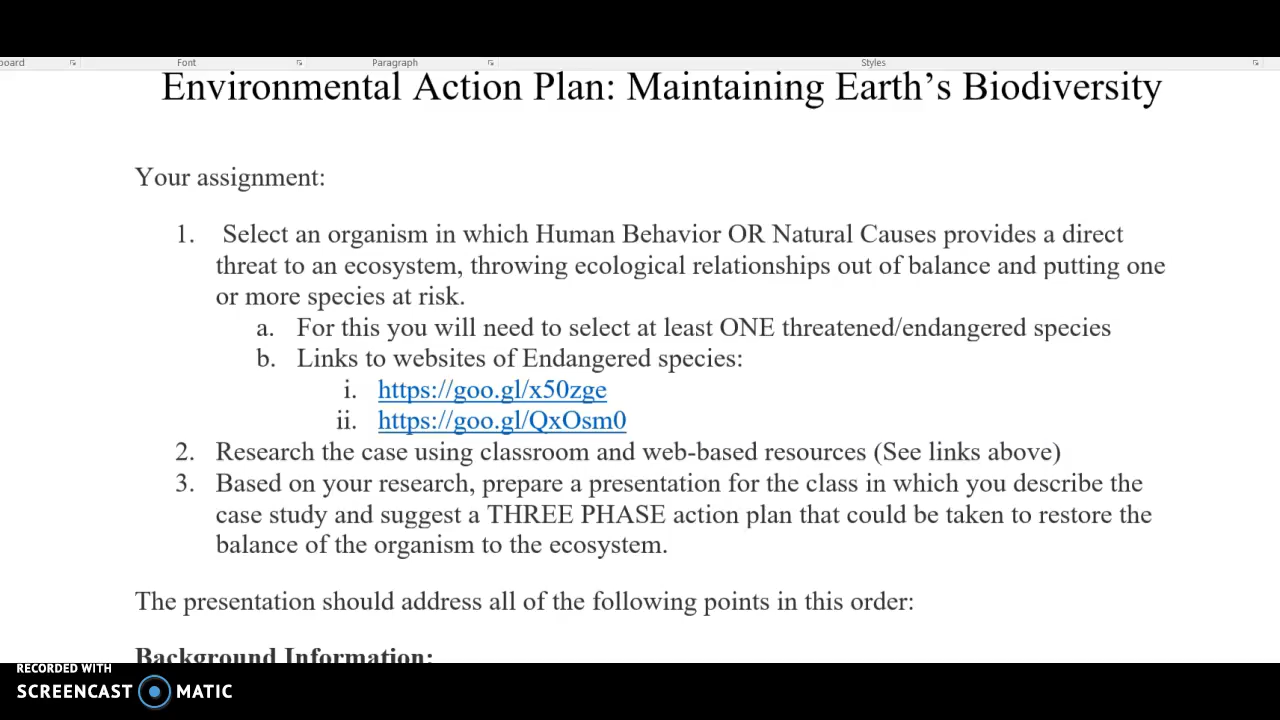 board Font Paragraph Styles
Environmental Action Plan: Maintaining Earth’s Biodiversity
Your assignment:
1. Select an organism in which Human Behavior OR Natural Causes provides a direct
threat to an ecosystem, throwing ecological relationships out of balance and putting one
or more species at risk.
a. For this you will need to select at least ONE threatened/endangered species
b. Links to websites of Endangered species:
i. https://goo.gl/x50zge
ii. https://goo.gl/QxOsm0
2. Research the case using classroom and web-based resources (See links above)
3. Based on your research, prepare a presentation for the class in which you describe the
case study and suggest a THREE PHASE action plan that could be taken to restore the
balance of the organism to the ecosystem.
The presentation should address all of the following points in this order:
Background Information:
RECORDED WITH
SCREENCAST MATIC